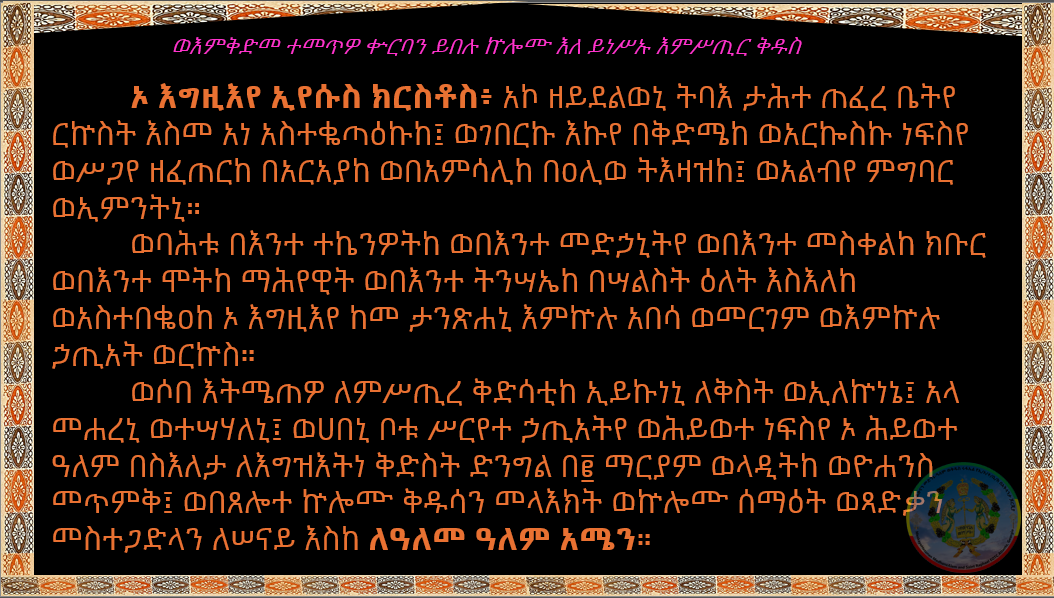 ወእምቅድመ ተመጥዎ ቍርባን ይበሉ ኵሎሙ እለ ይነሥኡ እምሥጢር ቅዱስ
ኦ እግዚእየ ኢየሱስ ክርስቶስ፥ አኮ ዘይደልወኒ ትባእ ታሕተ ጠፈረ ቤትየ
ርኵስት እስመ አነ አስተቈጣዕኩከ፤ ወገበርኩ እኩየ በቅድሜከ ወአርኰስኩ ነፍስየ
ወሥጋየ ዘፈጠርከ በአርአያከ ወበአምሳሊከ በዐሊወ ትእዛዝከ፤ ወአልብየ ምግባር
ወኢምንትኒ።
ወባሕቱ በእንተ ተኬንዎትከ ወበእንተ መድኃኒትየ ወበእንተ መስቀልከ ክቡር
ወበእንተ ሞትከ ማሕየዊት ወበእንተ ትንሣኤከ በሣልስት ዕለት እስእለከ
ወአስተበቈዐከ ኦ እግዚእየ ከመ ታንጽሐኒ እምኵሉ አበሳ ወመርገም ወእምኵሉ
ኃጢአት ወርኵስ።
ወሶበ እትሜጠዎ ለምሥጢረ ቅድሳቲከ ኢይኩነኒ ለቅስት ወኢለኵነኔ፤ አላ
መሐረኒ ወተሣሃለኒ፤ ወሀበኒ ቦቱ ሥርየተ ኃጢአትየ ወሕይወተ ነፍስየ ኦ ሕይወተ
ዓለም በስእለታ ለእግዝእትነ ቅድስት ድንግል በ፪ ማርያም ወላዲትከ ወዮሐንስ
መጥምቅ፤ ወበጸሎተ ኵሎሙ ቅዱሳን መላእክት ወኵሎሙ ሰማዕት ወጻድቃን
መስተጋድላን ለሠናይ እስከ ለዓለመ ዓለም አሜን።